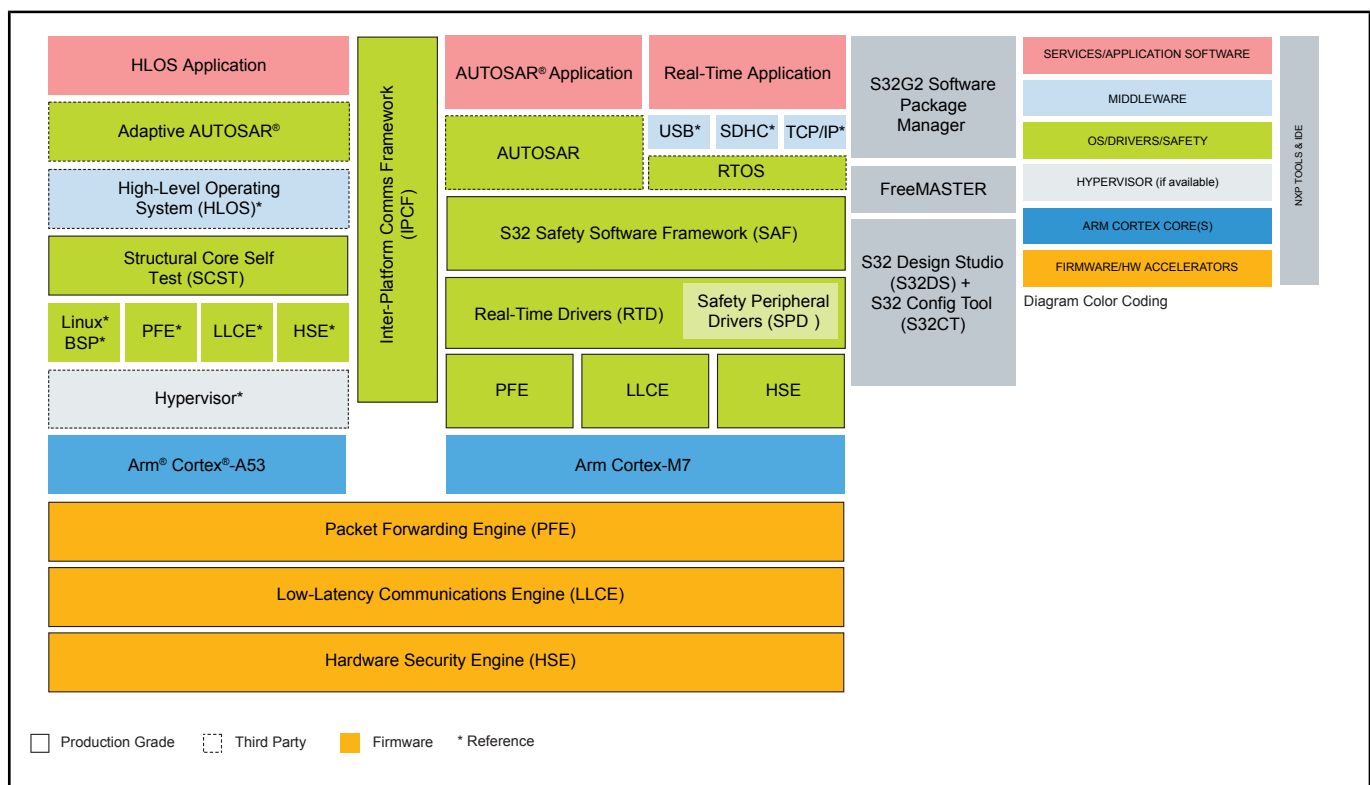 HLOS Application
Adaptive AUTOSAR®
High-Level Operating
System (HLOS)*
Structural Core Self
Test (SCST)
Linux*
BSP*
PFE*
LLCE*
HSE*
Hypervisor*
Arm® Cortex®-A53
Inter-Platform Comms Framework
(IPCF)
AUTOSAR® Application
Real-Time Application
AUTOSAR
USB*
SDHC*
TCP/IP*
RTOS
S32 Safety Software Framework (SAF)
Real-Time Drivers (RTD)
Safety Peripheral
Drivers (SPD )
PFE
LLCE
HSE
Arm Cortex-M7
Packet Forwarding Engine (PFE)
Low-Latency Communications Engine (LLCE)
Hardware Security Engine (HSE)
S32G2 Software
Package
Manager
FreeMASTER
S32 Design Studio
(S32DS) +
S32 Config Tool
(S32CT)
SERVICES/APPLICATION SOFTWARE
MIDDLEWARE
OS/DRIVERS/SAFETY
HYPERVISOR (if available)
ARM CORTEX CORE(S)
FIRMWARE/HW ACCELERATORS
Diagram Color Coding
NXP TOOLS & IDE
Production Grade
Third Party
Firmware
* Reference